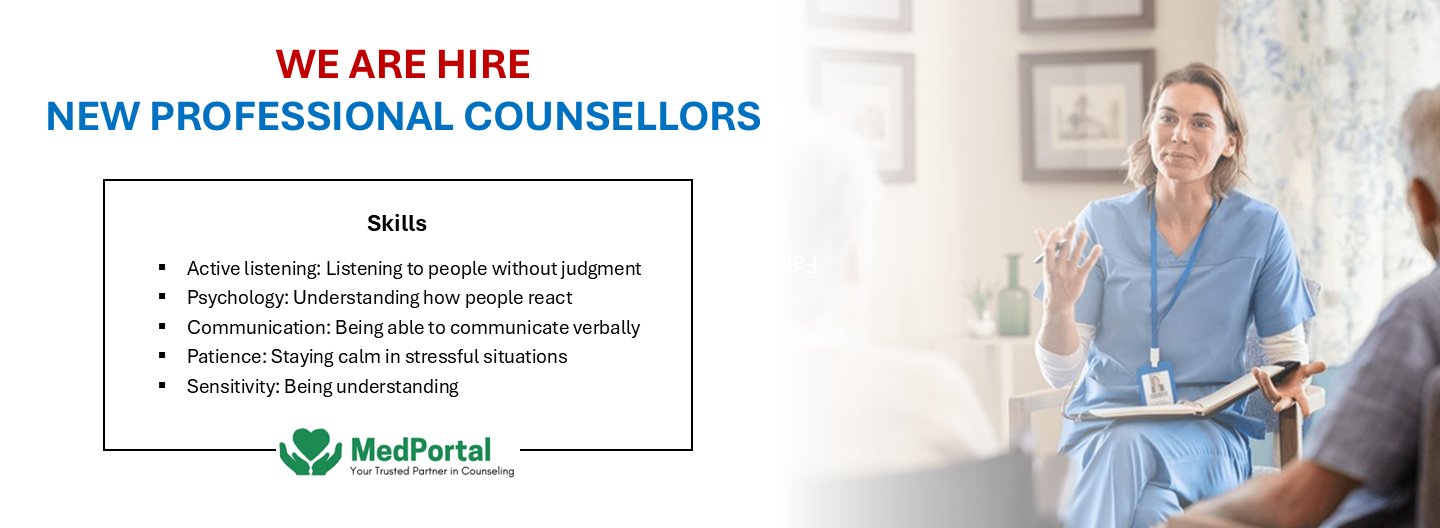 WE ARE HIRE
NEW PROFESSIONAL COUNSELLORS
Skills
▪ Active listening: Listening to people without judgment
▪ Psychology: Understanding how people react
▪ Communication: Being able to communicate verbally
▪ Patience: Staying calm in stressful situations
▪ Sensitivity: Being understanding
MedPortal
Your Trusted Partner in Counseling